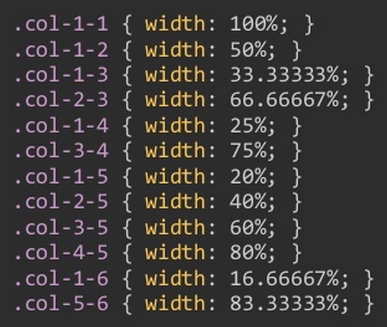 .col-1-1 { width: 100%; }
.col-1-2 { width: 50%; }
.col-1-3 { width: 33.33333%; }
.col-2-3 { width: 66.66667%; }
.col-1-4 { width: 25%; }
.col-3-4 { width: 75%; }
.col-1-5 { width: 20%; }
.col-2-5 { width: 40%; }
.col-3-5 { width: 60%; }
.col-4-5 { width: 80%; }
.col-1-6 { width: 16.66667%; }
.col-5-6 { width: 83.33333%; }